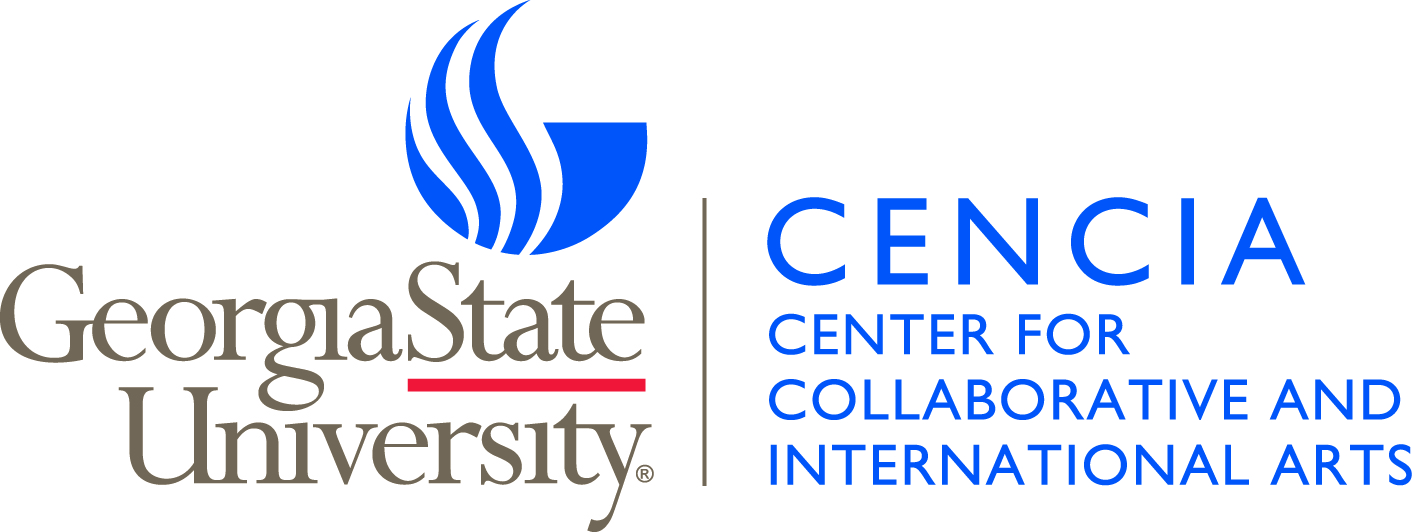 Georgia State
University®
CENCIA
CENTER FOR
COLLABORATIVE AND
INTERNATIONAL ARTS